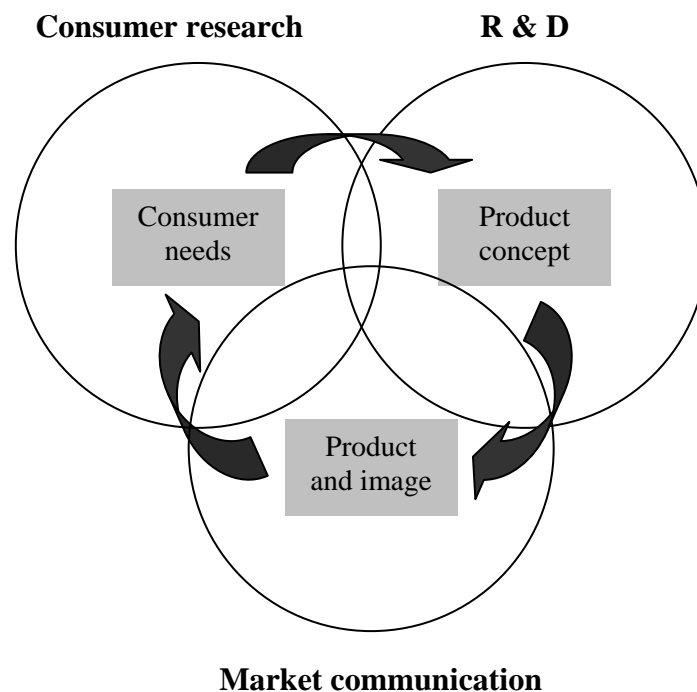 Consumer research
R & D
Consumer
needs
Product
concept
Product
and image
Market communication